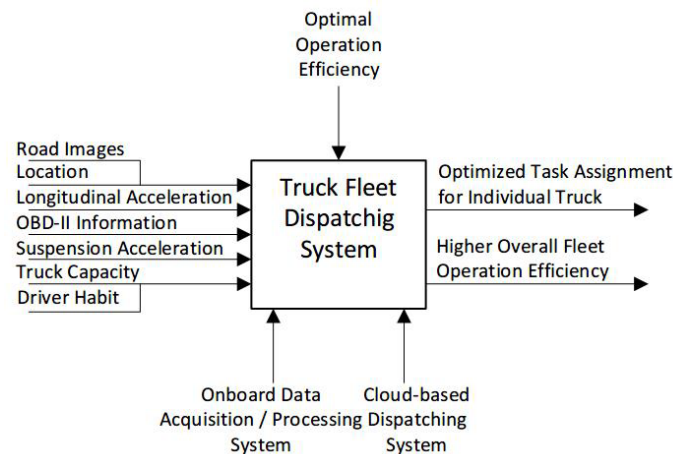 Optimal
Operation
Efficiency
Road Images
Location
Longitudinal Acceleration
OBD-II Information
Suspension Acceleration
Truck Capacity
Driver Habit
Truck Fleet
Dispatchig
System
Optimized Task Assignment
for Individual Truck
Higher Overall Fleet
Operation Efficiency
Onboard Data
Acquisition / Processing
System
Cloud-based
Dispatching
System